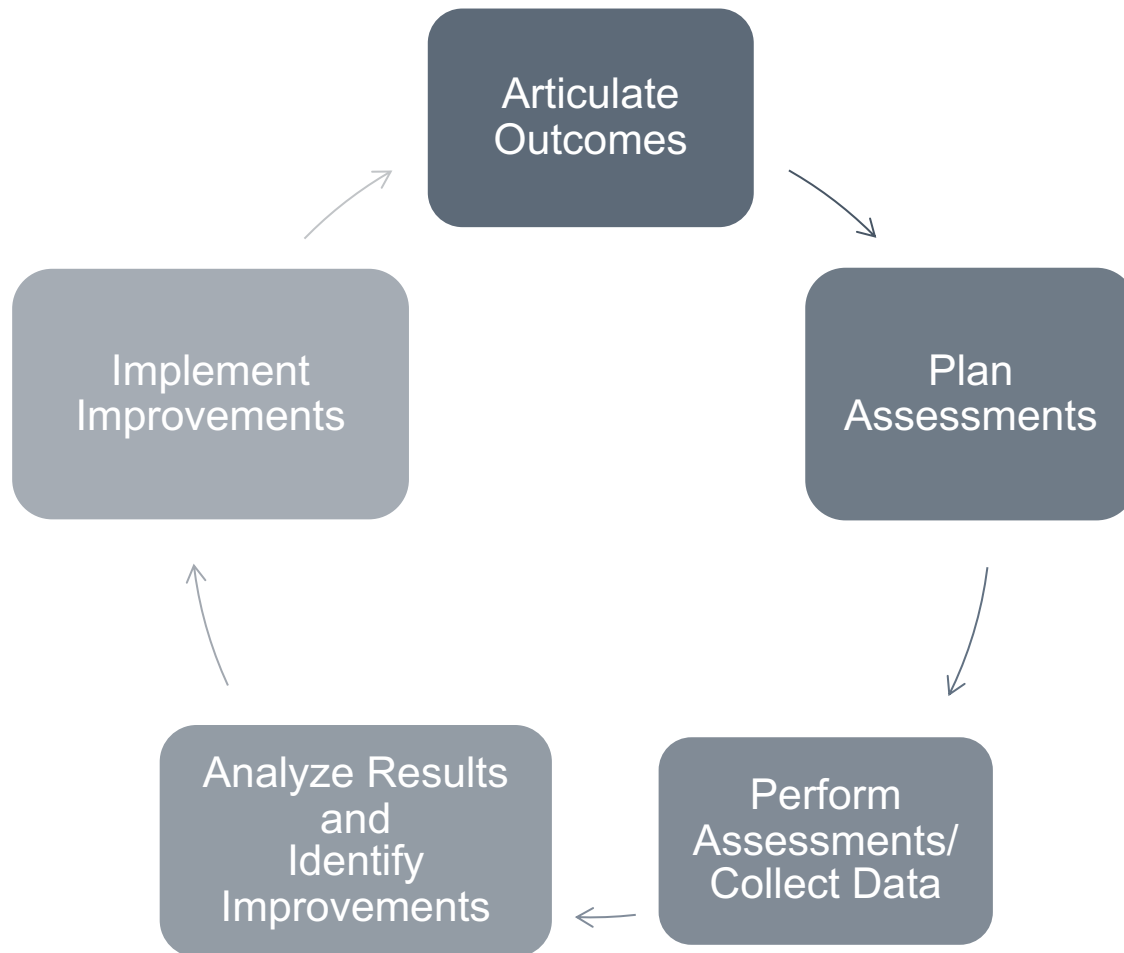 Articulate
Outcomes
Plan
Assessments
Perform
Assessments/
Collect Data
Analyze Results
and
Identify
Improvements
Implement
Improvements